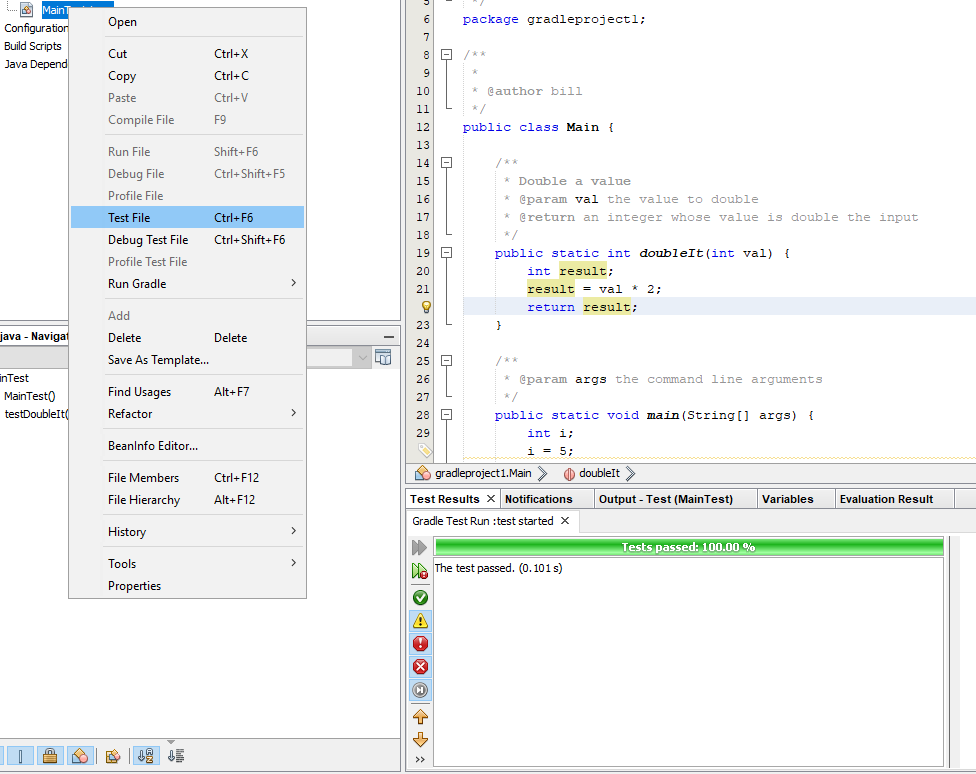 MainTest.java
Configuration
Build Scripts
Java Depend
Open
Cut Ctrl+X
Copy Ctrl+C
Paste Ctrl+V
Compile File F9
Run File Shift+F6
Debug File Ctrl+Shift+F5
Profile File
Test File Ctrl+F6
Debug Test File Ctrl+Shift+F6
Profile Test File
Run Gradle
Add
Delete Delete
Save As Template...
Find Usages Alt+F7
Refactor
BeanInfo Editor...
File Members Ctrl+F12
File Hierarchy Alt+F12
History
Tools
Properties
java - Navigat
inTest
MainTest()
testDoubleIt(
5 */
6 package gradleproject1;
7
8 /**
9 *
10 * @author bill
11 */
12 public class Main {
13
14 /**
15 * Double a value
16 * @param val the value to double
17 * @return an integer whose value is double the input
18 */
19 public static int doubleIt(int val) {
20 int result;
21 result = val * 2;
return result;
23 }
24
25 /**
26 * @param args the command line arguments
27 */
28 public static void main(String[] args) {
29 int i;
i = 5;
gradleproject1.Main doubleIt
Test Results Notifications Output - Test (MainTest) Variables Evaluation Result
Gradle Test Run :test started
Tests passed: 100.00 %
The test passed. (0.101 s)